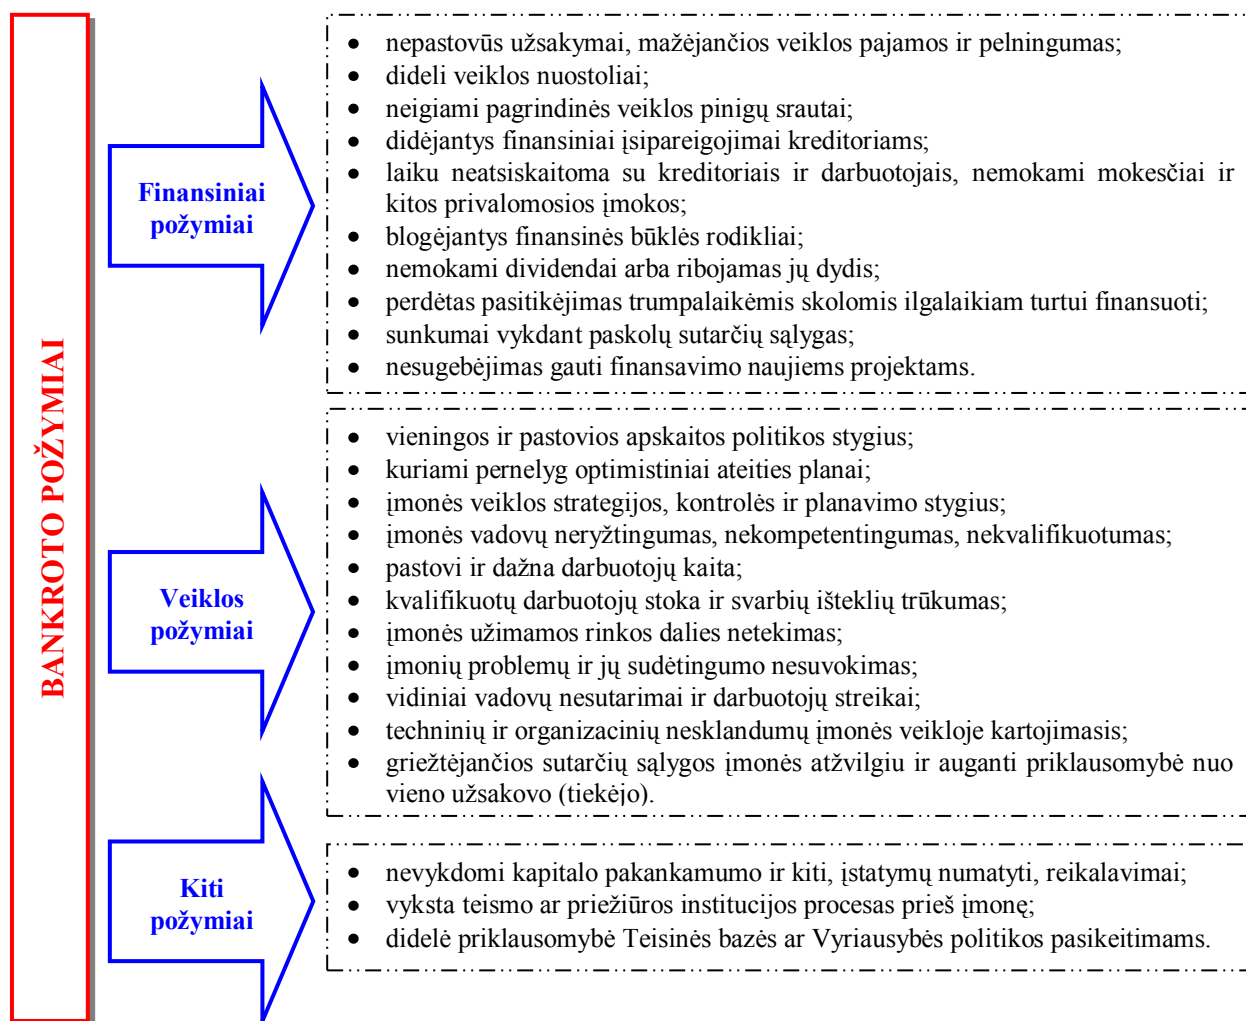 BANKROTO POŽYMIAI
Finansiniai
požymiai
• nepastovūs užsakymai, mažėjančios veiklos pajamos ir pelningumas;
• dideli veiklos nuostoliai;
• neigiami pagrindinės veiklos pinigų srautai;
• didėjantys finansiniai įsipareigojimai kreditoriams;
• laiku neatsiskaitoma su kreditoriais ir darbuotojais, nemokami mokesčiai ir
kitos privalomosios įmokos;
• blogėjantys finansinės būklės rodikliai;
• nemokami dividendai arba ribojamas jų dydis;
• perdėtas pasitikėjimas trumpalaikėmis skolomis ilgalaikiam turtui finansuoti;
• sunkumai vykdant paskolų sutarčių sąlygas;
• nesugebėjimas gauti finansavimo naujiems projektams.
Veiklos
požymiai
• vieningos ir pastovios apskaitos politikos stygius;
• kuriami pernelyg optimistiniai ateities planai;
• įmonės veiklos strategijos, kontrolės ir planavimo stygius;
• įmonės vadovų neryžtingumas, nekompetentingumas, nekvalifikuotumas;
• pastovi ir dažna darbuotojų kaita;
• kvalifikuotų darbuotojų stoka ir svarbių išteklių trūkumas;
• įmonės užimamos rinkos dalies netekimas;
• įmonių problemų ir jų sudėtingumo nesuvokimas;
• vidiniai vadovų nesutarimai ir darbuotojų streikai;
• techninių ir organizacinių nesklandumų įmonės veikloje kartojimasis;
• griežtėjančios sutarčių sąlygos įmonės atžvilgiu ir auganti priklausomybė nuo
vieno užsakovo (tiekėjo).
Kiti
požymiai
• nevykdomi kapitalo pakankamumo ir kiti, įstatymų numatyti, reikalavimai;
• vyksta teismo ar priežiūros institucijos procesas prieš įmonę;
• didelė priklausomybė Teisinės bazės ar Vyriausybės politikos pasikeitimams.